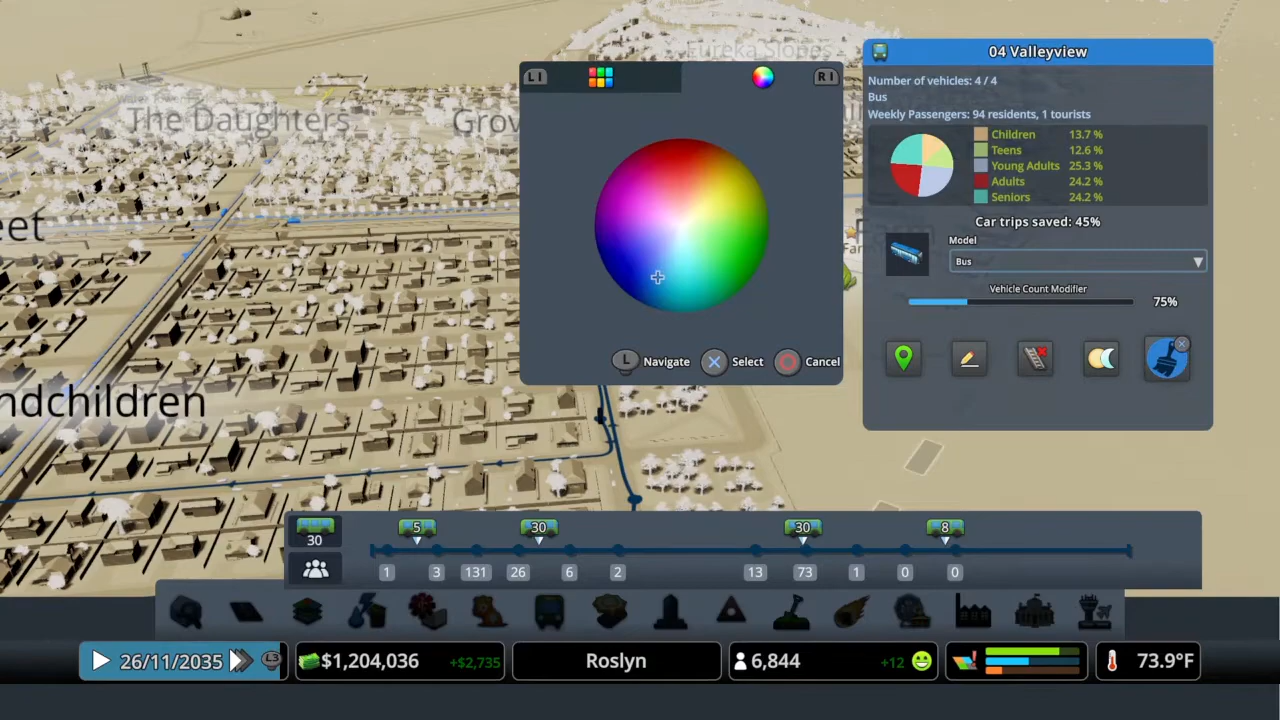 Eureka Slopes
The Daughters
Grov
eet
ndchildren
L1
R1
Navigate
Select
Cancel
04 Valleyview
Number of vehicles: 4 / 4
Bus
Weekly Passengers: 94 residents, 1 tourists
Children 13.7 %
Teens 12.6 %
Young Adults 25.3 %
Adults 24.2 %
Seniors 24.2 %
Car trips saved: 45%
Model
Bus
Vehicle Count Modifier
75%
30
5 30 30 8
1 3 131 26 6 2 13 73 1 0 0
26/11/2035
L3
$1,204,036 +$2,735
Roslyn
6,844 +12
73.9°F